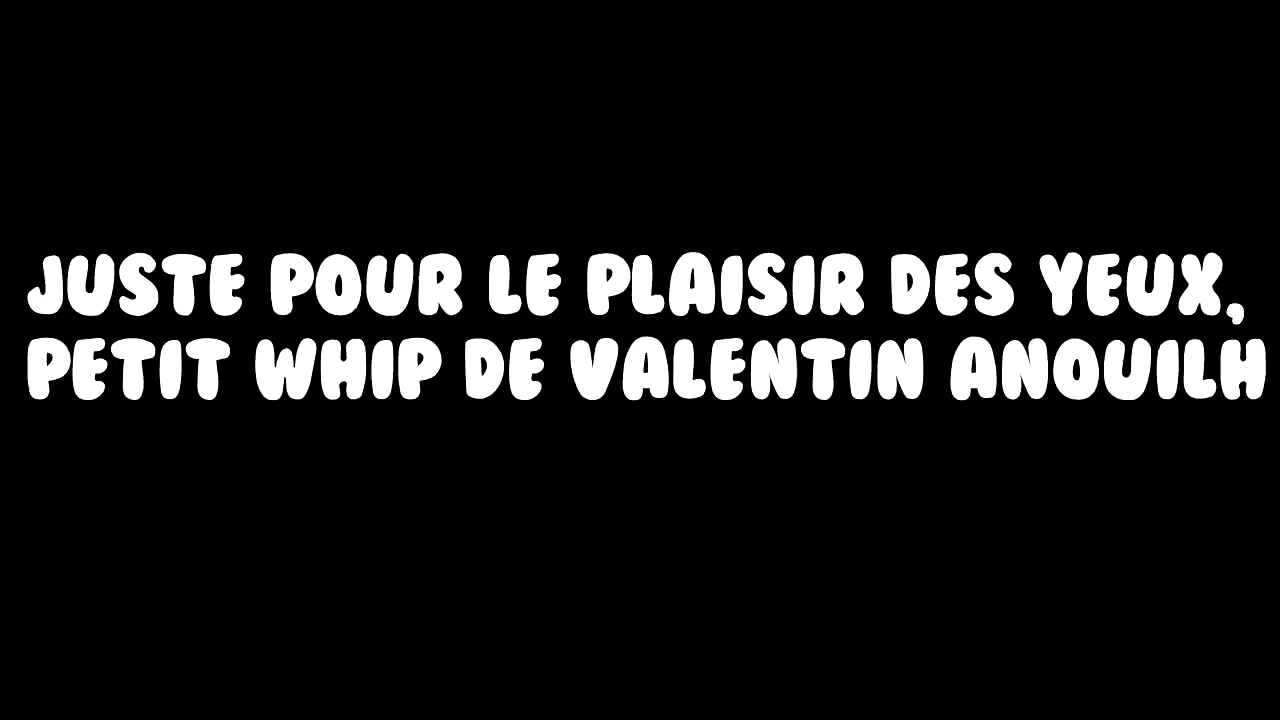 JUSTE POUR LE PLAISIR DES YEUX,
PETIT WHIP DE VALENTIN ANOUILH